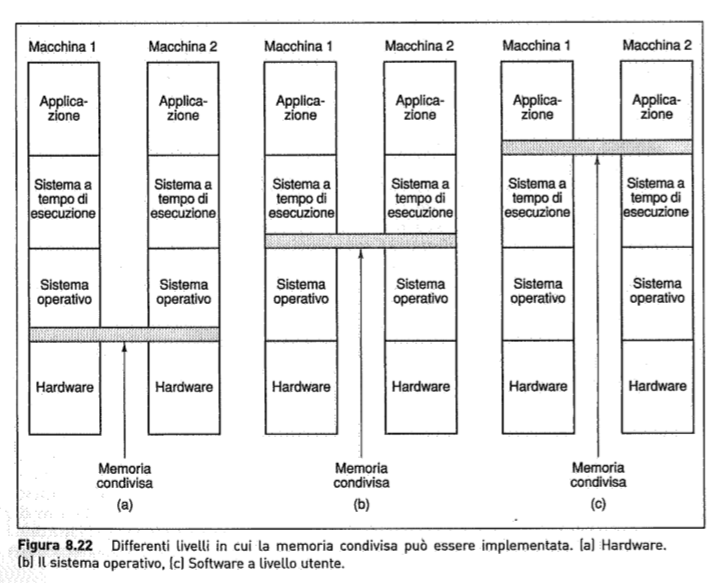 Macchina 1 Macchina 2 Macchina 1 Macchina 2 Macchina 1 Macchina 2
Applica-
zione
Applica-
zione
Applica-
zione
Applica-
zione
Applica-
zione
Applica-
zione
Sistema a
tempo di
esecuzione
Sistema a
tempo di
esecuzione
Sistema a
tempo di
esecuzione
Sistema a
tempo di
esecuzione
Sistema a
tempo di
esecuzione
Sistema a
tempo di
esecuzione
Sistema
operativo
Sistema
operativo
Sistema
operativo
Sistema
operativo
Sistema
operativo
Sistema
operativo
Hardware Hardware Hardware Hardware Hardware Hardware
Memoria
condivisa
(a)
Memoria
condivisa
(b)
Memoria
condivisa
(c)
Figura 8.22 Differenti livelli in cui la memoria condivisa può essere implementata. (a) Hardware.
(b) Il sistema operativo, (c) Software a livello utente.